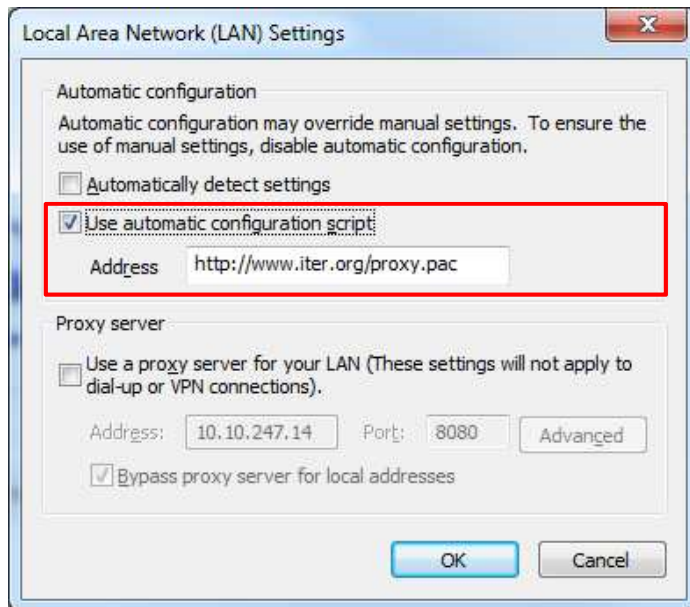 Local Area Network (LAN) Settings
Automatic configuration
Automatic configuration may override manual settings. To ensure the
use of manual settings, disable automatic configuration.
Automatically detect settings
Use automatic configuration script
Address http://www.iter.org/proxy.pac
Proxy server
Use a proxy server for your LAN (These settings will not apply to
dial-up or VPN connections).
Address: 10.10.247.14 Port: 8080 Advanced
Bypass proxy server for local addresses
OK Cancel